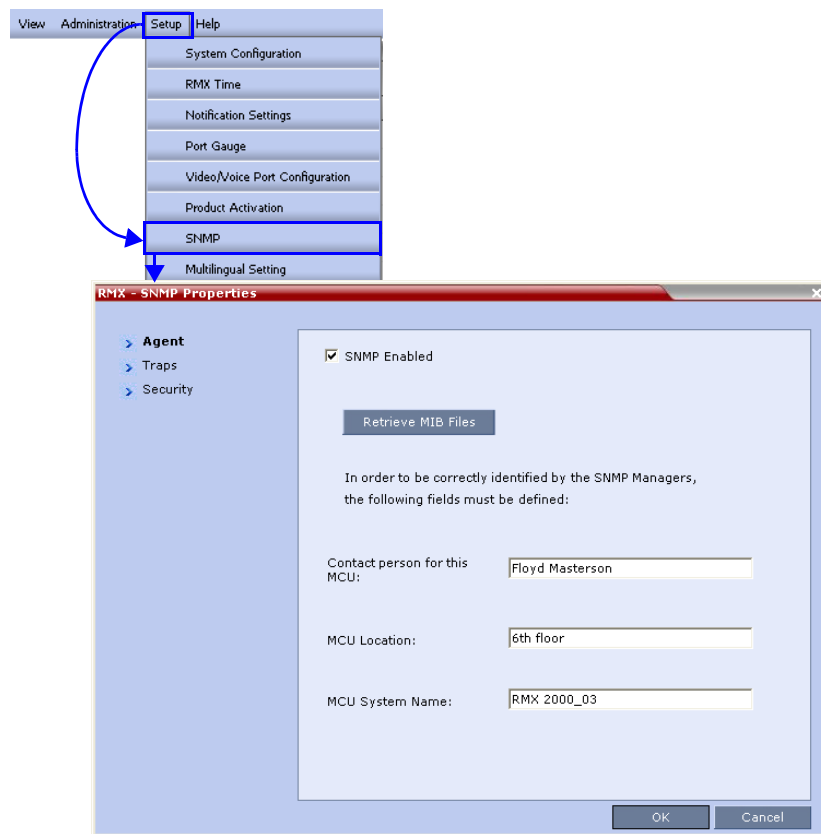 View Administration Setup Help
System Configuration
RMX Time
Notification Settings
Port Gauge
Video/Voice Port Configuration
Product Activation
SNMP
Multilingual Setting
RMX - SNMP Properties
Agent
Traps
Security
SNMP Enabled
Retrieve MIB Files
In order to be correctly identified by the SNMP Managers,
the following fields must be defined:
Contact person for this
MCU:
Floyd Masterson
MCU Location:
6th floor
MCU System Name:
RMX 2000_03
OK Cancel